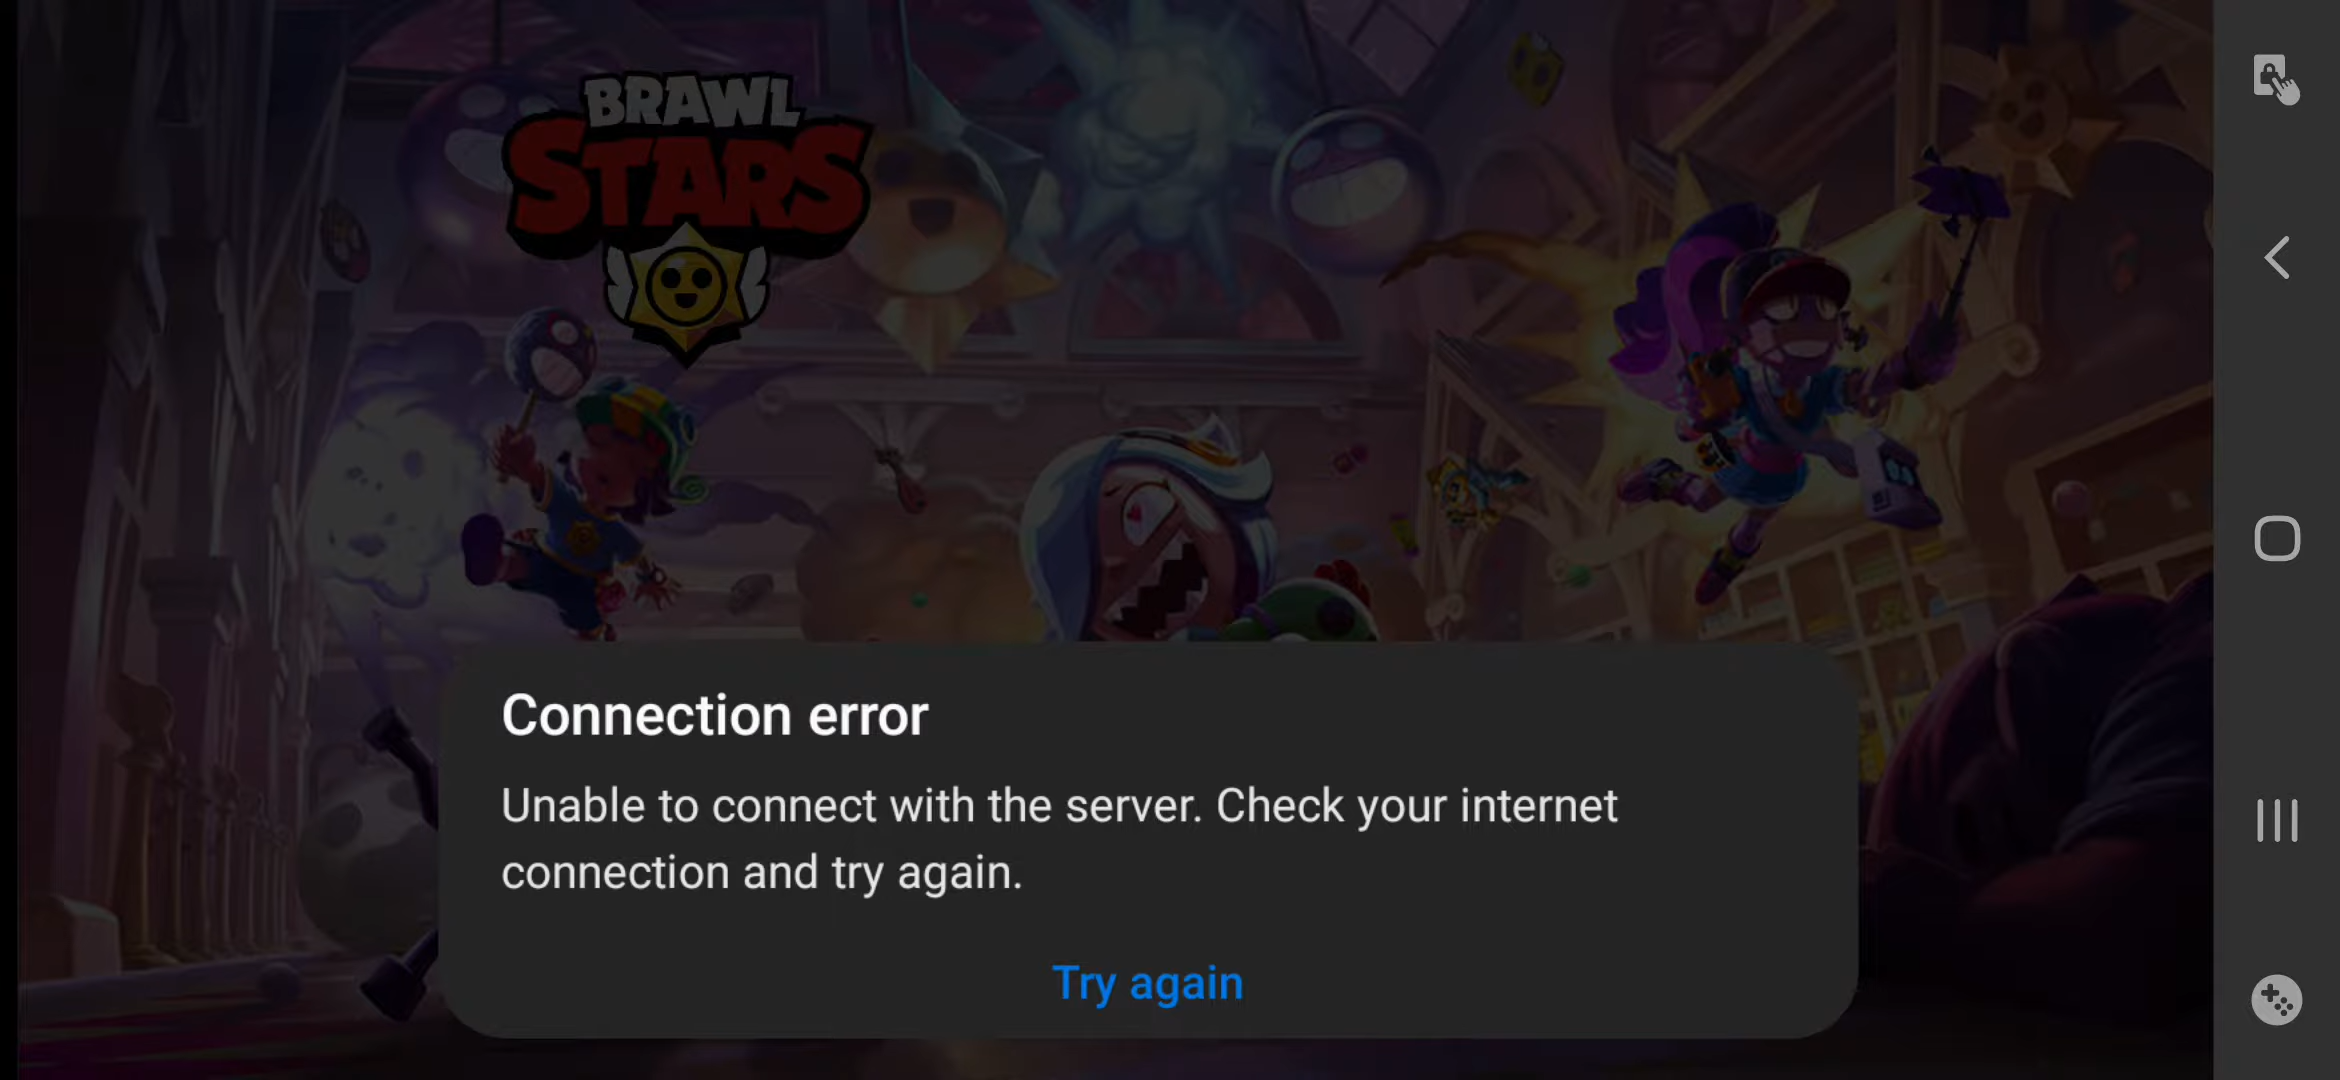 BRAWL
STARS
Connection error
Unable to connect with the server. Check your internet
connection and try again.
Try again